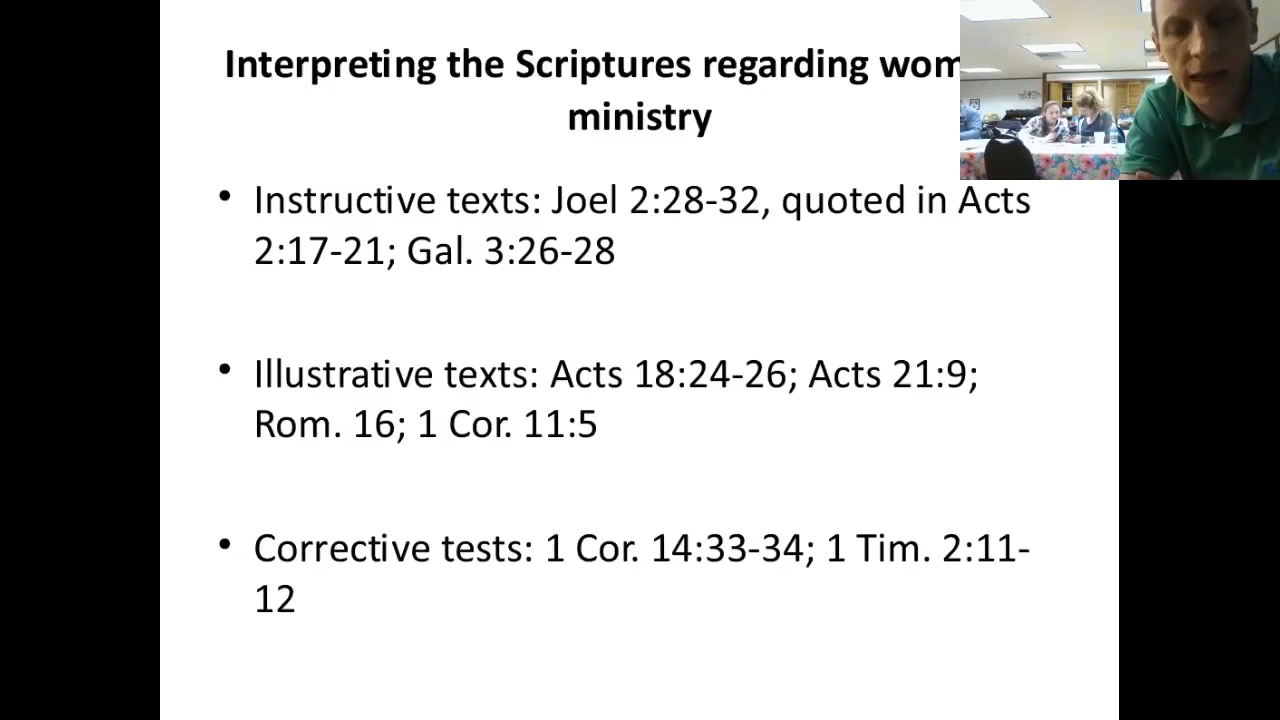 Interpreting the Scriptures regarding
ministry
• Instructive texts: Joel 2:28-32, quoted in Acts
2:17-21; Gal. 3:26-28
• Illustrative texts: Acts 18:24-26; Acts 21:9;
Rom. 16; 1 Cor. 11:5
• Corrective tests: 1 Cor. 14:33-34; 1 Tim. 2:11-
12